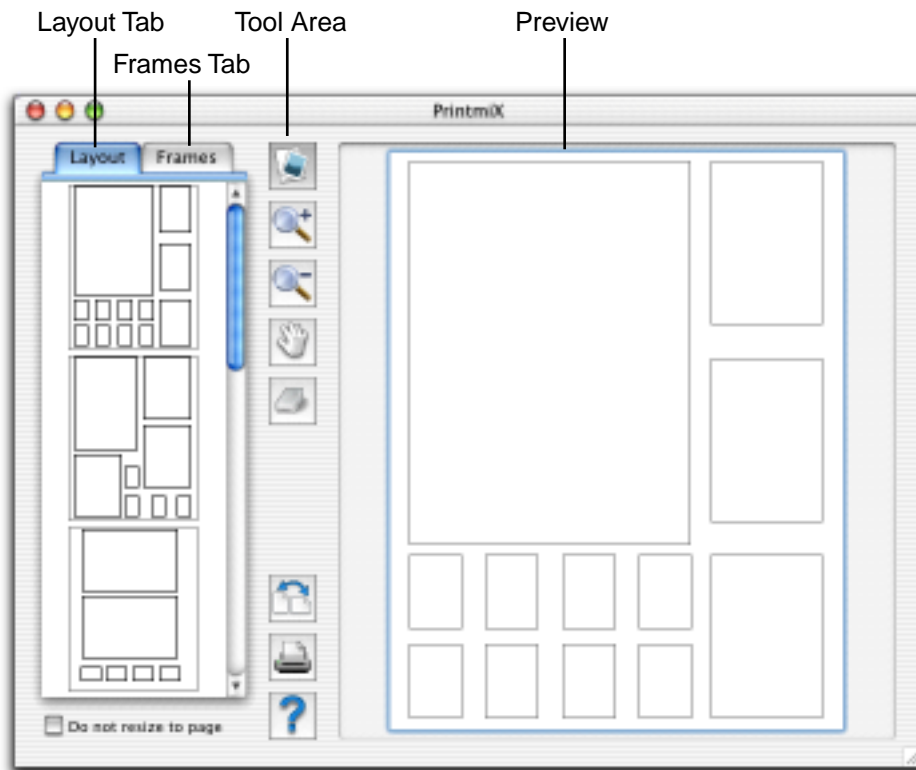 Layout Tab Tool Area Preview
Frames Tab
PrintmiX
Layout Frames
Do not resize to page
?